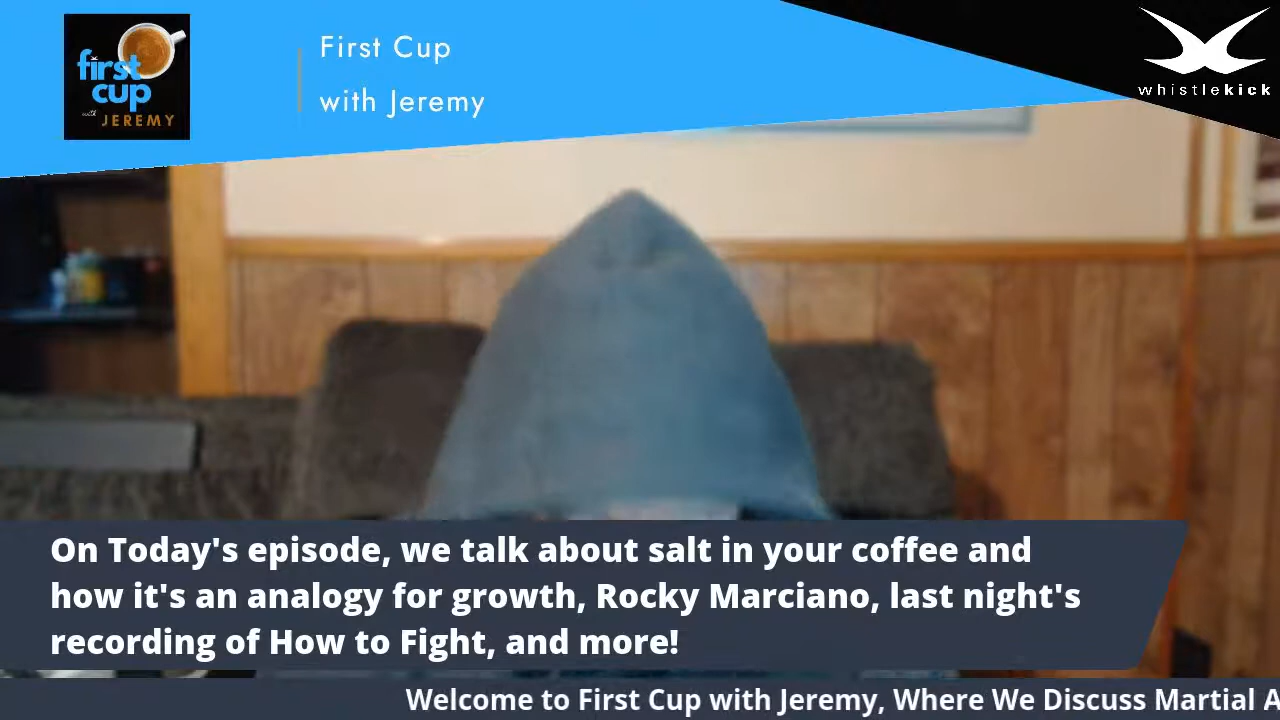 first
cup
with
JEREMY
First Cup
with Jeremy
whistlekick
On Today's episode, we talk about salt in your coffee and
how it's an analogy for growth, Rocky Marciano, last night's
recording of How to Fight, and more!
Welcome to First Cup with Jeremy, Where We Discuss Martial A